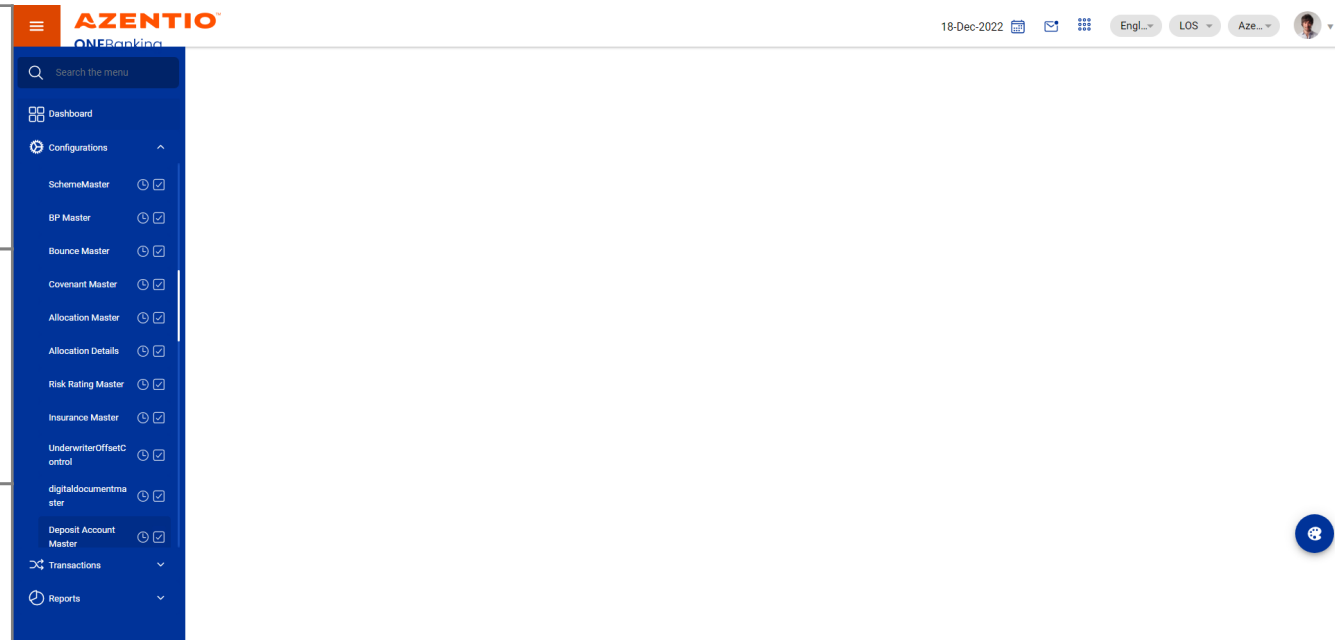 AZENTIO
ONEBanking
18-Dec-2022
Engl...
LOS
Aze...
Search the menu
Dashboard
Configurations
SchemeMaster
BP Master
Bounce Master
Covenant Master
Allocation Master
Allocation Details
Risk Rating Master
Insurance Master
UnderwriterOffsetC
ontrol
digitaldocumentma
ster
Deposit Account
Master
Transactions
Reports